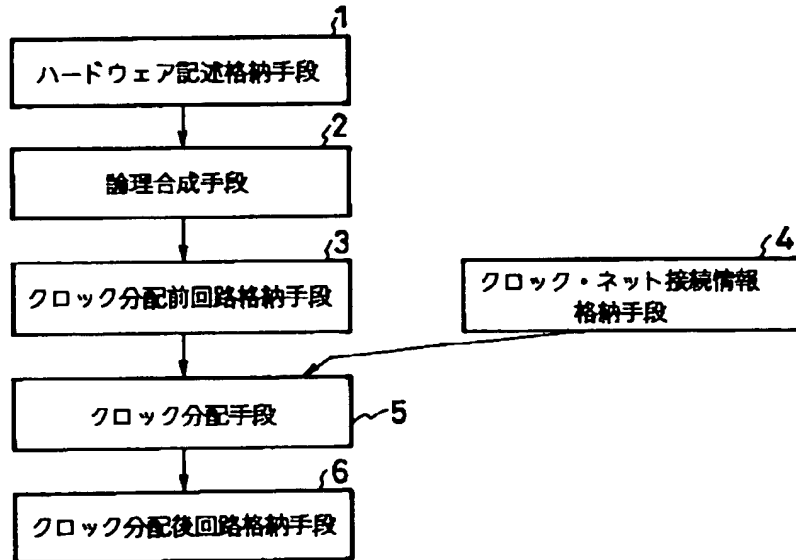 1
ハードウェア記述格納手段
2
論理合成手段
3
クロック分配前回路格納手段
4
クロック・ネット接続情報
格納手段
クロック分配手段
5
6
クロック分配後回路格納手段